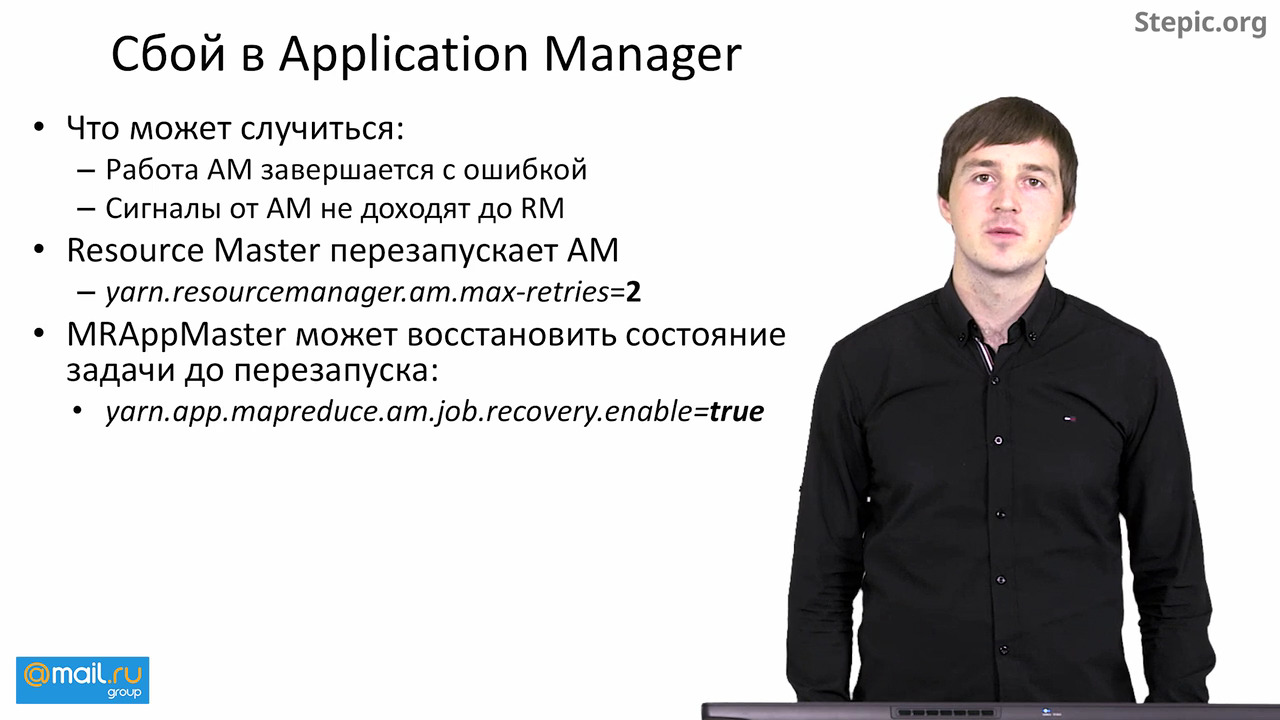 Stepic.org
Сбой в Application Manager
• Что может случиться:
– Работа AM завершается с ошибкой
– Сигналы от AM не доходят до RM
• Resource Master перезапускает AM
– yarn.resourcemanager.am.max-retries=2
• MRAppMaster может восстановить состояние
задачи до перезапуска:
• yarn.app.mapreduce.am.job.recovery.enable=true
@mail.ru
group